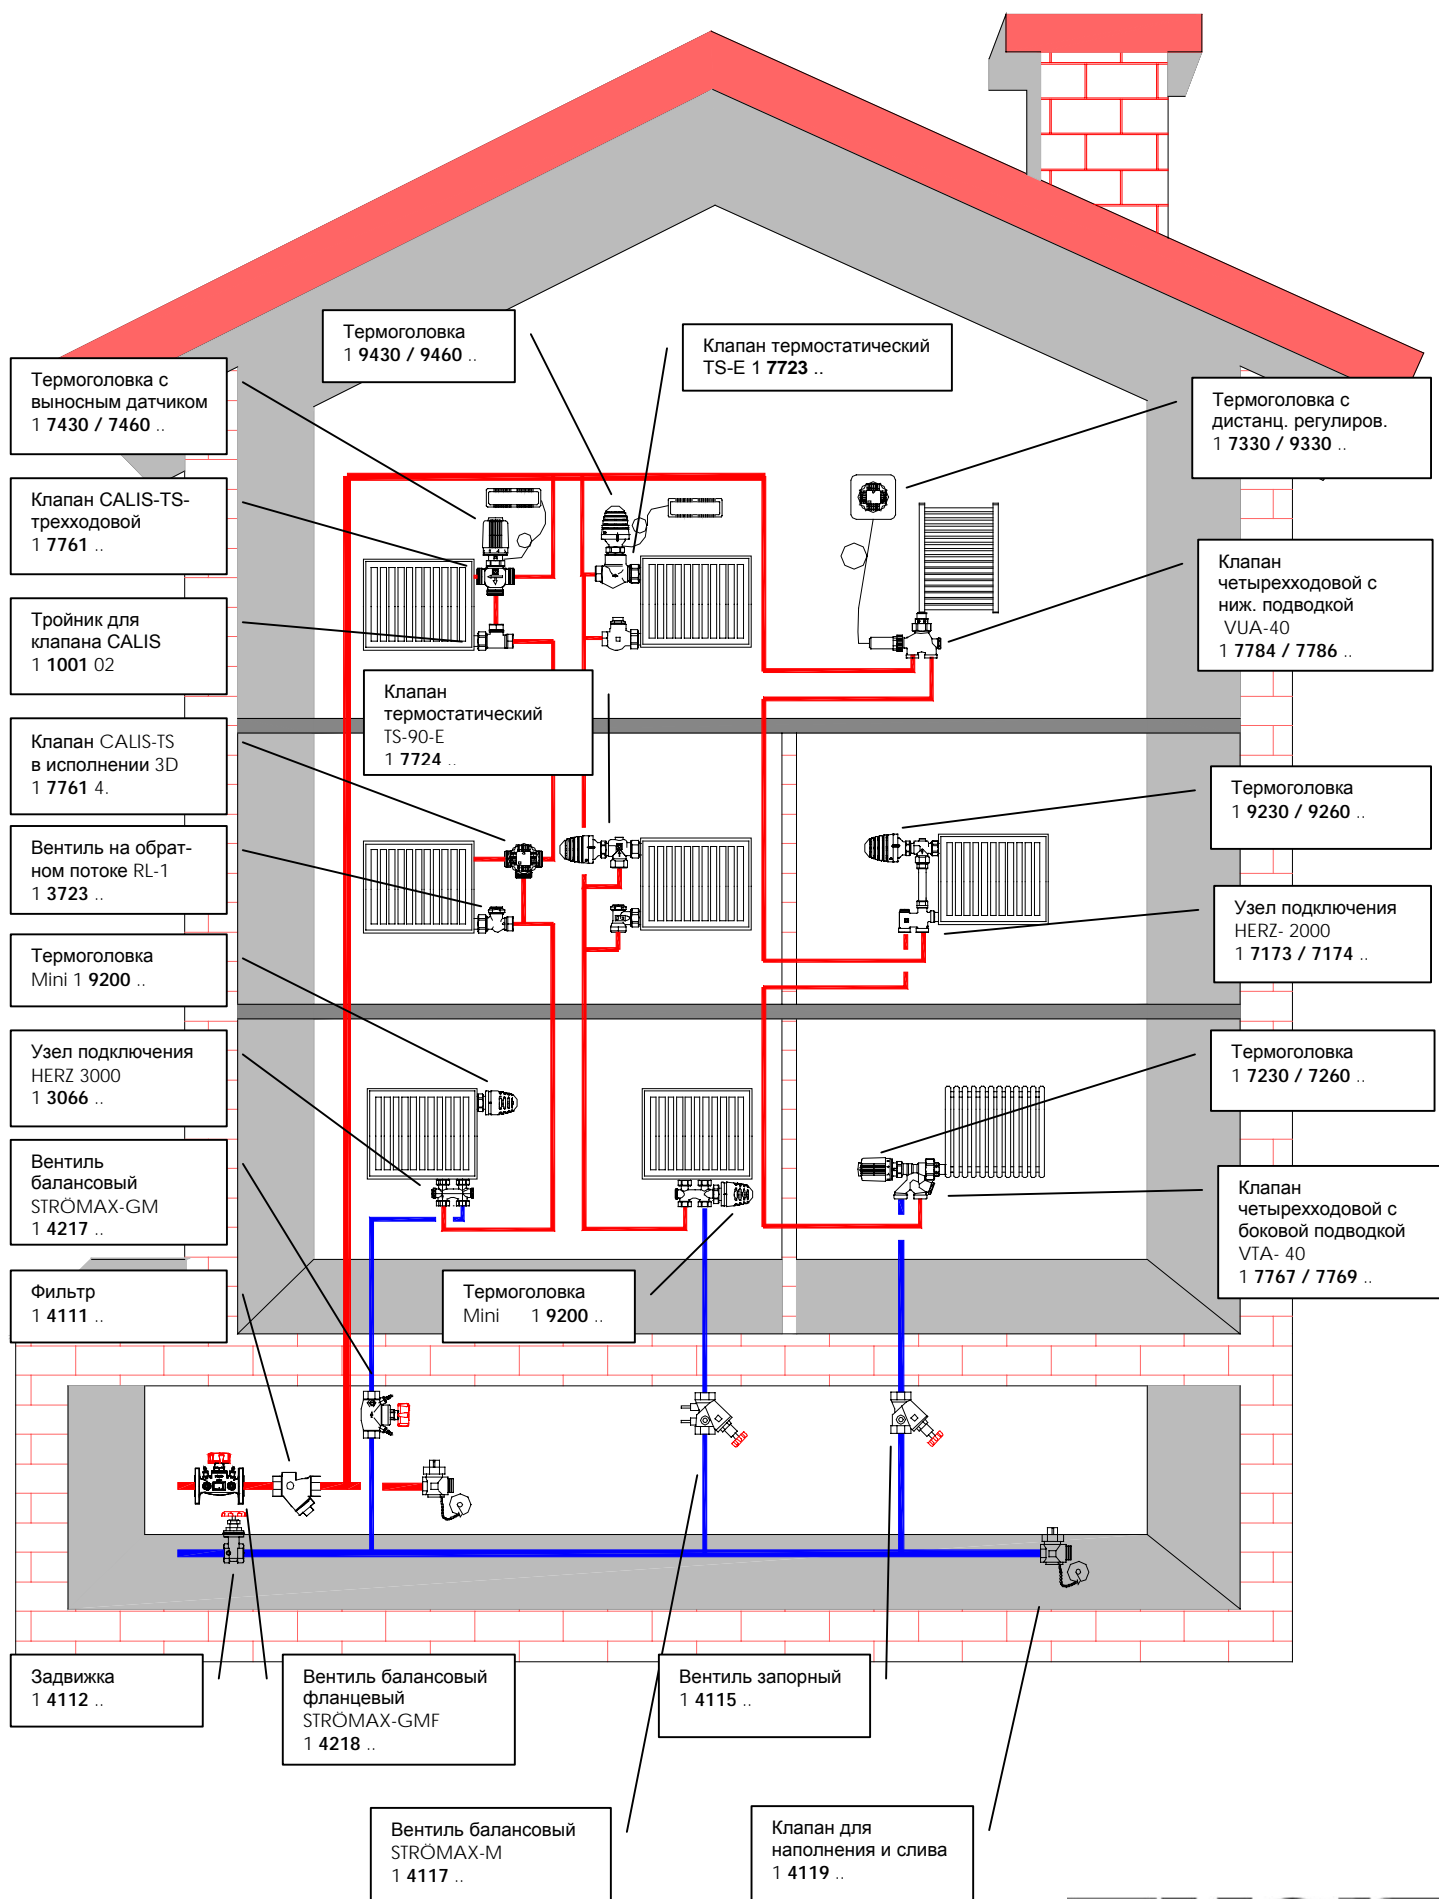 Термоголовка
1 9430 / 9460 ..
Клапан термостатический
TS-E 1 7723 ..
Термоголовка с
выносным датчиком
1 7430 / 7460 ..
Термоголовка с
дистанц. регулиров.
1 7330 / 9330 ..
Клапан CALIS-TS-
трехходовой
1 7761 ..
Клапан
четырехходовой с
ниж. подводкой
VUA-40
1 7784 / 7786 ..
Тройник для
клапана CALIS
1 1001 02
Клапан
термостатический
TS-90-E
1 7724 ..
Клапан CALIS-TS
в исполнении 3D
1 7761 4.
Термоголовка
1 9230 / 9260 ..
Вентиль на обрат-
ном потоке RL-1
1 3723 ..
Узел подключения
HERZ- 2000
1 7173 / 7174 ..
Термоголовка
Mini 1 9200 ..
Узел подключения
HERZ 3000
1 3066 ..
Термоголовка
1 7230 / 7260 ..
Вентиль
балансовый
STRÖMAX-GM
1 4217 ..
Клапан
четырехходовой с
боковой подводкой
VTA- 40
1 7767 / 7769 ..
Фильтр
1 4111 ..
Термоголовка
Mini 1 9200 ..
Задвижка
1 4112 ..
Вентиль балансовый
фланцевый
STRÖMAX-GMF
1 4218 ..
Вентиль запорный
1 4115 ..
Вентиль балансовый
STRÖMAX-M
1 4117 ..
Клапан для
наполнения и слива
1 4119 ..